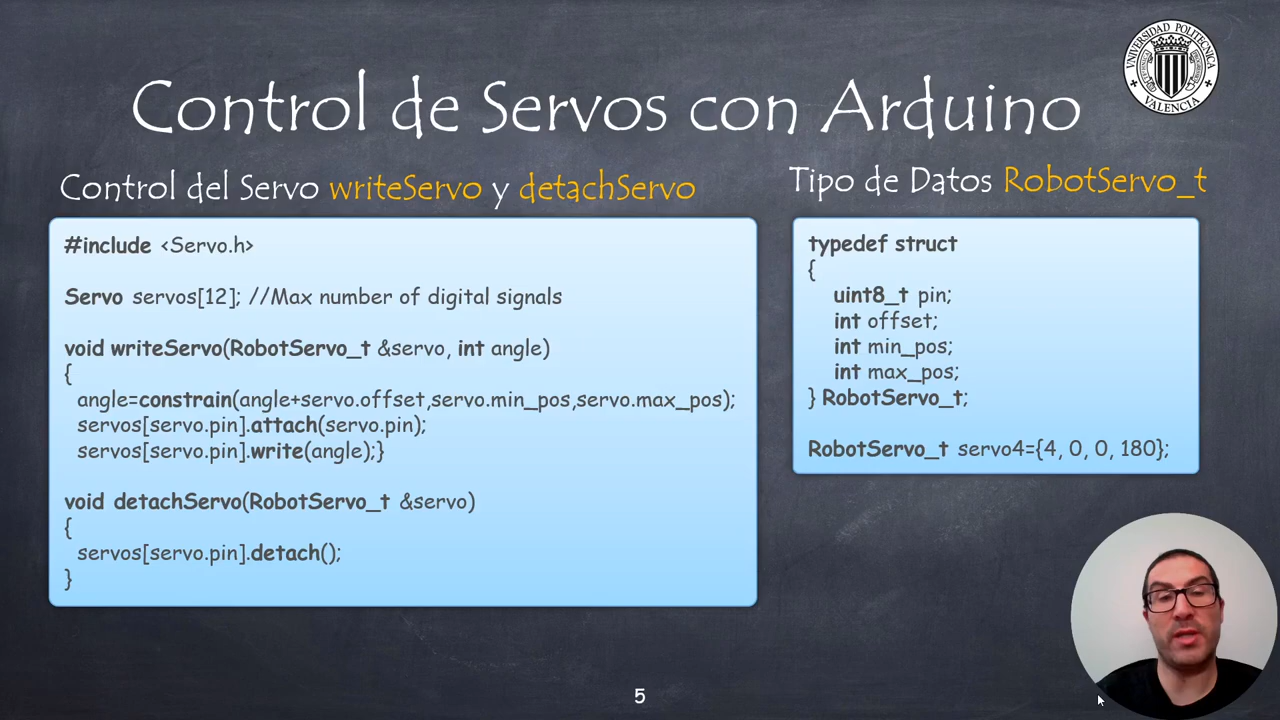 UNIVERSIDAD POLITECNICA
VALENCIA
Control de Servos con Arduino
Control del Servo writeServo y detachServo
#include <Servo.h>
Servo servos[12]; //Max number of digital signals
void writeServo(RobotServo_t &servo, int angle)
{
angle=constrain(angle+servo.offset,servo.min_pos,servo.max_pos);
servos[servo.pin].attach(servo.pin);
servos[servo.pin].write(angle);}
void detachServo(RobotServo_t &servo)
{
servos[servo.pin].detach();
}
Tipo de Datos RobotServo_t
typedef struct
{
uint8_t pin;
int offset;
int min_pos;
int max_pos;
} RobotServo_t;
RobotServo_t servo4={4, 0, 0, 180};
5